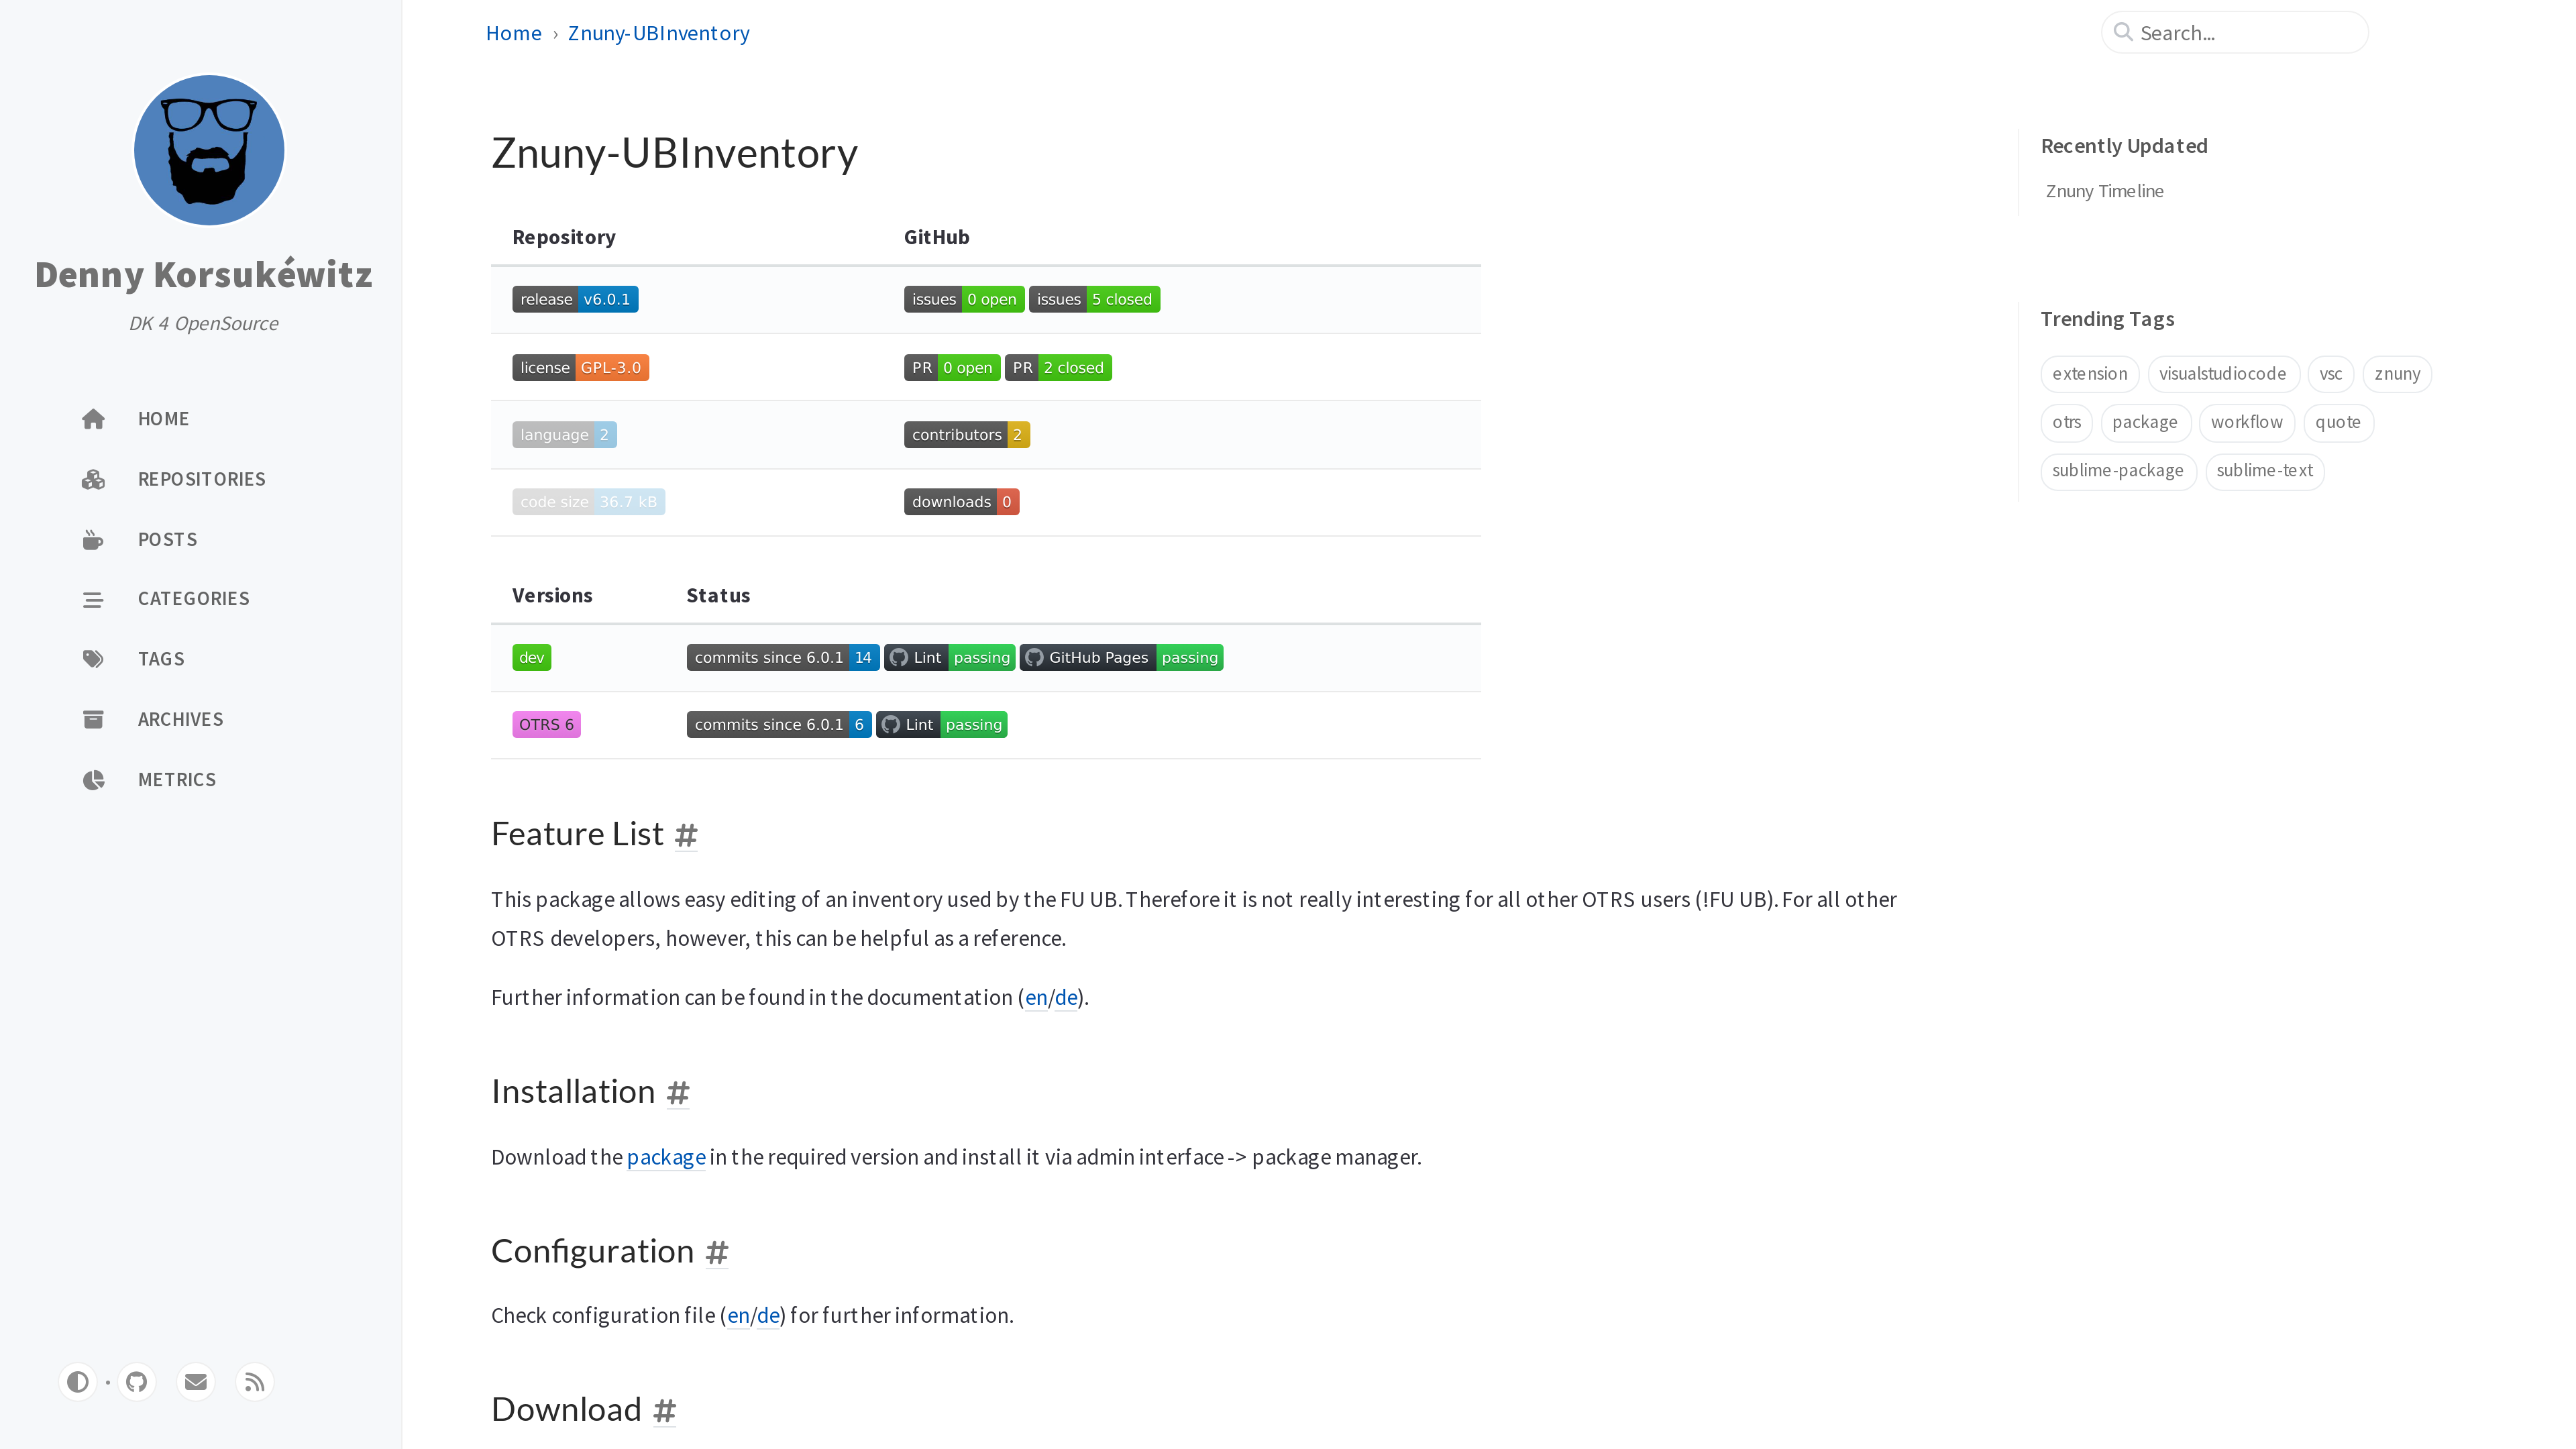 Denny Korsukéwitz
DK 4 OpenSource
HOME
REPOSITORIES
POSTS
CATEGORIES
TAGS
ARCHIVES
METRICS
Home › Znuny-UBInventory
Search...
Znuny-UBInventory
Repository GitHub
release v6.0.1 issues 0 open issues 5 closed
license GPL-3.0 PR 0 open PR 2 closed
language 2 contributors 2
code size 36.7 kB downloads 0
Versions Status
dev commits since 6.0.1 14 Lint passing GitHub Pages passing
OTRS 6 commits since 6.0.1 6 Lint passing
Feature List #
This package allows easy editing of an inventory used by the FU UB. Therefore it is not really interesting for all other OTRS users (!FU UB). For all other
OTRS developers, however, this can be helpful as a reference.
Further information can be found in the documentation (en/de).
Installation #
Download the package in the required version and install it via admin interface -> package manager.
Configuration #
Check configuration file (en/de) for further information.
Download #
Recently Updated
Znuny Timeline
Trending Tags
extension visualstudiocode vsc znuny
otrs package workflow quote
sublime-package sublime-text